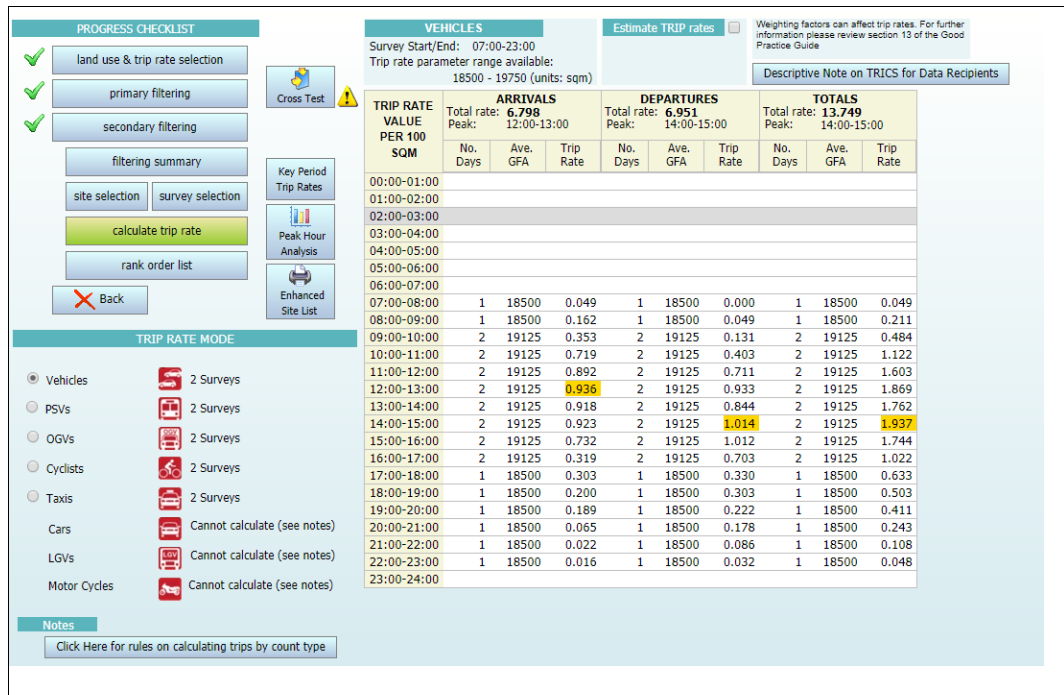 PROGRESS CHECKLIST
land use & trip rate selection
primary filtering
secondary filtering
filtering summary
site selection
survey selection
calculate trip rate
rank order list
Back
Cross Test
Key Period
Trip Rates
Peak Hour
Analysis
Enhanced
Site List
TRIP RATE MODE
Vehicles 2 Surveys
PSVs 2 Surveys
OGVs OGV 2 Surveys
Cyclists 2 Surveys
Taxis 2 Surveys
Cars Cannot calculate (see notes)
LGVs LGV Cannot calculate (see notes)
Motor Cycles Cannot calculate (see notes)
Notes
Click Here for rules on calculating trips by count type
VEHICLES
Survey Start/End: 07:00-23:00
Trip rate parameter range available:
18500 - 19750 (units: sqm)
Estimate TRIP rates
Weighting factors can affect trip rates. For further
information please review section 13 of the Good
Practice Guide
Descriptive Note on TRICS for Data Recipients
TRIP RATE
VALUE
PER 100
SQM
ARRIVALS
Total rate: 6.798
Peak: 12:00-13:00
DEPARTURES
Total rate: 6.951
Peak: 14:00-15:00
TOTALS
Total rate: 13.749
Peak: 14:00-15:00
No. Ave. Trip No. Ave. Trip No. Ave. Trip
Days GFA Rate Days GFA Rate Days GFA Rate
00:00-01:00
01:00-02:00
02:00-03:00
03:00-04:00
04:00-05:00
05:00-06:00
06:00-07:00
07:00-08:00 1 18500 0.049 1 18500 0.000 1 18500 0.049
08:00-09:00 1 18500 0.162 1 18500 0.049 1 18500 0.211
09:00-10:00 2 19125 0.353 2 19125 0.131 2 19125 0.484
10:00-11:00 2 19125 0.719 2 19125 0.403 2 19125 1.122
11:00-12:00 2 19125 0.892 2 19125 0.711 2 19125 1.603
12:00-13:00 2 19125 0.936 2 19125 0.933 2 19125 1.869
13:00-14:00 2 19125 0.918 2 19125 0.844 2 19125 1.762
14:00-15:00 2 19125 0.923 2 19125 1.014 2 19125 1.937
15:00-16:00 2 19125 0.732 2 19125 1.012 2 19125 1.744
16:00-17:00 2 19125 0.319 2 19125 0.703 2 19125 1.022
17:00-18:00 1 18500 0.303 1 18500 0.330 1 18500 0.633
18:00-19:00 1 18500 0.200 1 18500 0.303 1 18500 0.503
19:00-20:00 1 18500 0.189 1 18500 0.222 1 18500 0.411
20:00-21:00 1 18500 0.065 1 18500 0.178 1 18500 0.243
21:00-22:00 1 18500 0.022 1 18500 0.086 1 18500 0.108
22:00-23:00 1 18500 0.016 1 18500 0.032 1 18500 0.048
23:00-24:00